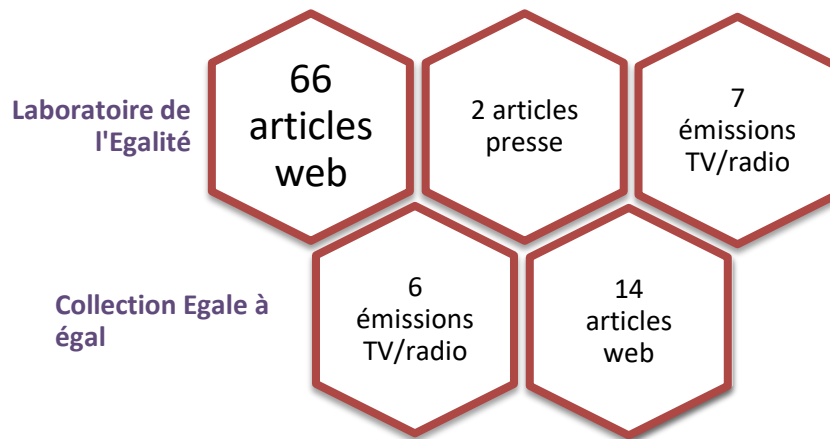 Laboratoire de
l'Egalité
66
articles
web
2 articles
presse
7
émissions
TV/radio
Collection Egale à
égal
6
émissions
TV/radio
14
articles
web